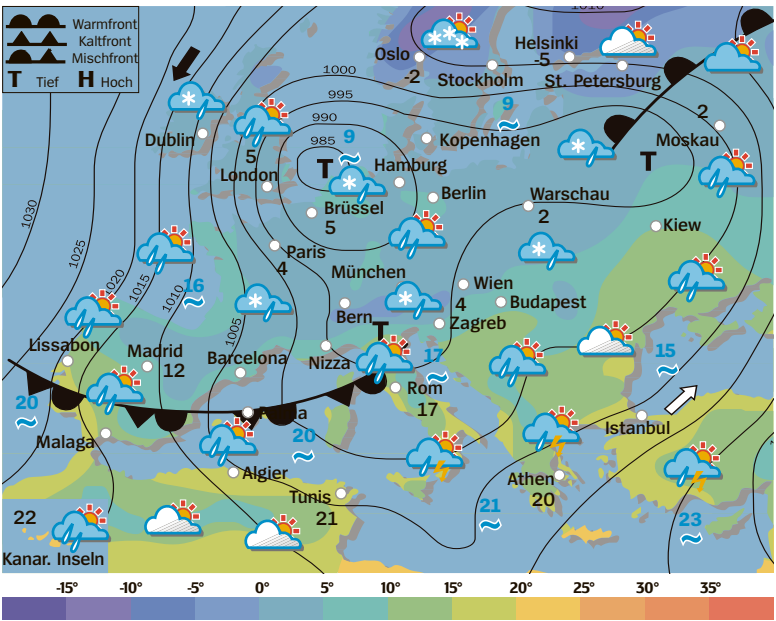 Warmfront
Kaltfront
Mischfront
T Tief H Hoch
1010
Oslo
-2
Helsinki
-5
Stockholm
St. Petersburg
1000
995
990
985
9
9
2
Dublin
5
London
T
Hamburg
Kopenhagen
Moskau
T
Berlin
Warschau
2
Brüssel
5
Kiew
1030
1025
1020
1015
1010
1005
Paris
4
16
München
Wien
4
Budapest
Bern
T
Zagreb
Lissabon
Madrid
12
Barcelona
Nizza
17
15
Rom
17
20
Malaga
20
Istanbul
Algier
Athen
20
Tunis
21
21
22
Kanar. Inseln
23
-15° -10° -5° 0° 5° 10° 15° 20° 25° 30° 35°